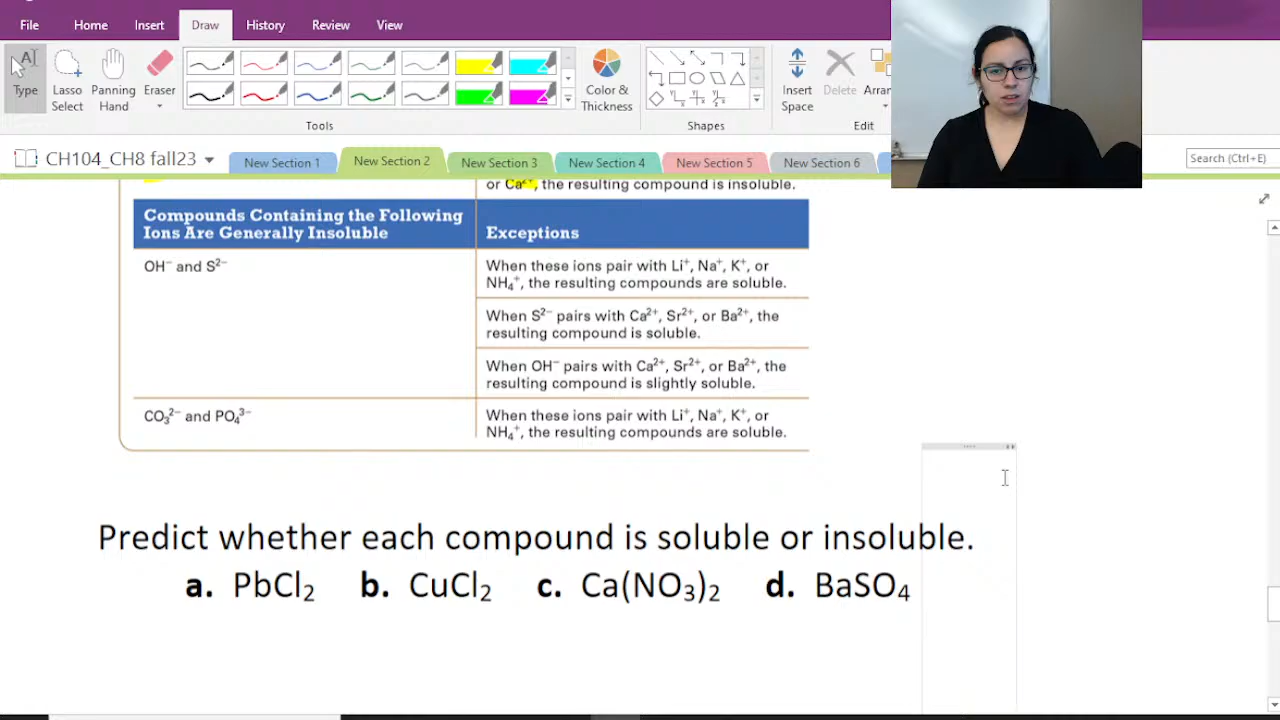 File Home Insert Draw History Review View
Type
Lasso Select
Panning Hand
Eraser
Color & Thickness
Insert Space
Delete
Tools
Shapes
Edit
CH104_CH8 fall23
New Section 1 New Section 2 New Section 3 New Section 4 New Section 5 New Section 6
Search (Ctrl+E)
or Ca²⁺, the resulting compound is insoluble.
Compounds Containing the Following
Ions Are Generally Insoluble
Exceptions
OH⁻ and S²⁻
When these ions pair with Li⁺, Na⁺, K⁺, or
NH₄⁺, the resulting compounds are soluble.
When S²⁻ pairs with Ca²⁺, Sr²⁺, or Ba²⁺, the
resulting compound is soluble.
When OH⁻ pairs with Ca²⁺, Sr²⁺, or Ba²⁺, the
resulting compound is slightly soluble.
CO₃²⁻ and PO₄³⁻
When these ions pair with Li⁺, Na⁺, K⁺, or
NH₄⁺, the resulting compounds are soluble.
Predict whether each compound is soluble or insoluble.
a. PbCl₂ b. CuCl₂ c. Ca(NO₃)₂ d. BaSO₄